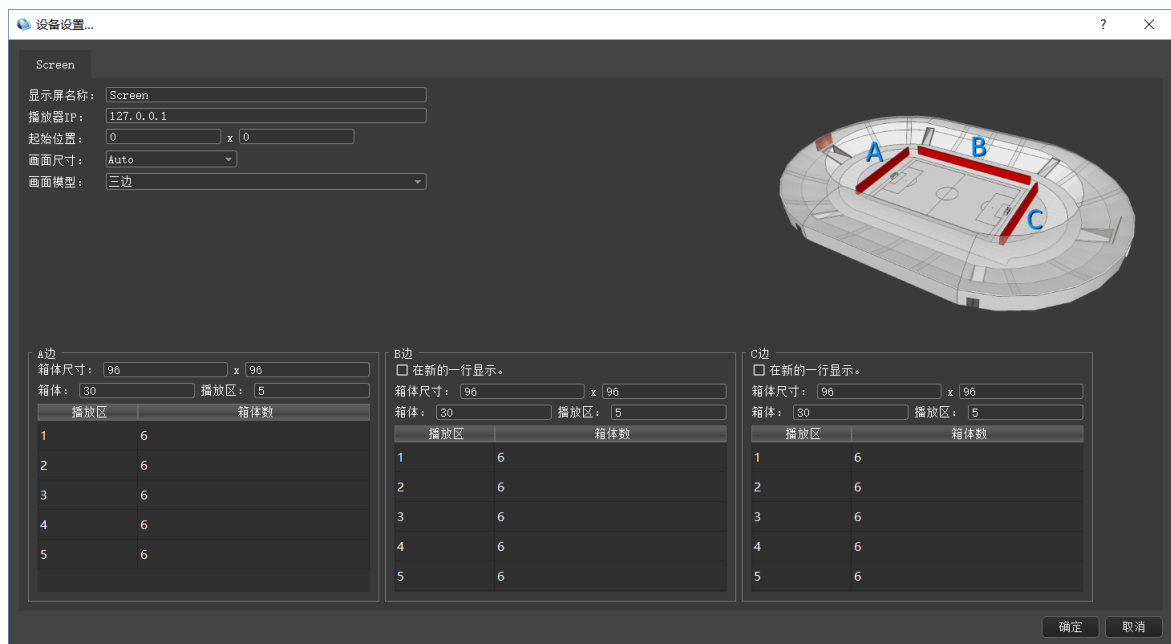 设备设置...
?
Screen
显示屏名称： Screen
播放器IP： 127.0.0.1
起始位置： 0 x 0
画面尺寸： Auto
画面模型： 三边
A
B
C
A边
箱体尺寸： 96 x 96
箱体： 30 播放区： 5
播放区 箱体数
1 6
2 6
3 6
4 6
5 6
B边
在新的一行显示。
箱体尺寸： 96 x 96
箱体： 30 播放区： 5
播放区 箱体数
1 6
2 6
3 6
4 6
5 6
C边
在新的一行显示。
箱体尺寸： 96 x 96
箱体： 30 播放区： 5
播放区 箱体数
1 6
2 6
3 6
4 6
5 6
确定 取消